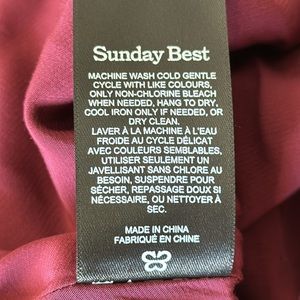 Sunday Best
MACHINE WASH COLD GENTLE
CYCLE WITH LIKE COLOURS,
ONLY NON-CHLORINE BLEACH
WHEN NEEDED, HANG TO DRY,
COOL IRON ONLY IF NEEDED, OR
DRY CLEAN.
LAVER À LA MACHINE À L'EAU
FROIDE AU CYCLE DÉLICAT
AVEC COULEURS SEMBLABLES,
UTILISER SEULEMENT UN
JAVELLISANT SANS CHLORE AU
BESOIN, SUSPENDRE POUR
SÉCHER, REPASSAGE DOUX SI
NÉCESSAIRE, OU NETTOYER À
SEC.
MADE IN CHINA
FABRIQUÉ EN CHINE